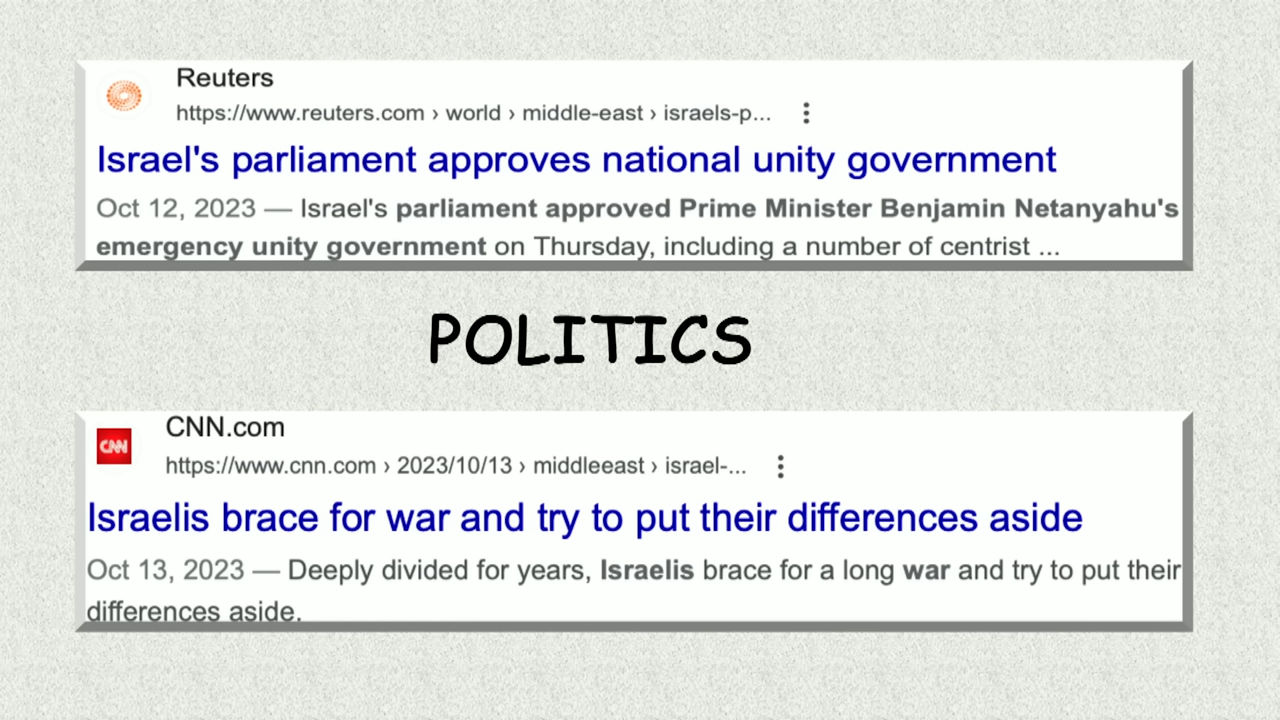 Reuters
https://www.reuters.com › world › middle-east › israels-p...
Israel's parliament approves national unity government
Oct 12, 2023 — Israel's parliament approved Prime Minister Benjamin Netanyahu's
emergency unity government on Thursday, including a number of centrist ...
POLITICS
CNN
CNN.com
https://www.cnn.com › 2023/10/13 › middleeast › israel-...
Israelis brace for war and try to put their differences aside
Oct 13, 2023 — Deeply divided for years, Israelis brace for a long war and try to put their
differences aside.